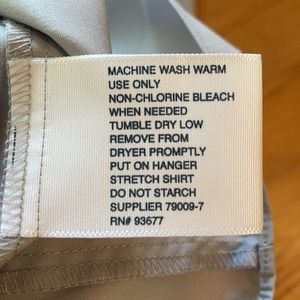 MACHINE WASH WARM
USE ONLY
NON-CHLORINE BLEACH
WHEN NEEDED
TUMBLE DRY LOW
REMOVE FROM
DRYER PROMPTLY
PUT ON HANGER
STRETCH SHIRT
DO NOT STARCH
SUPPLIER 79009-7
RN# 93677